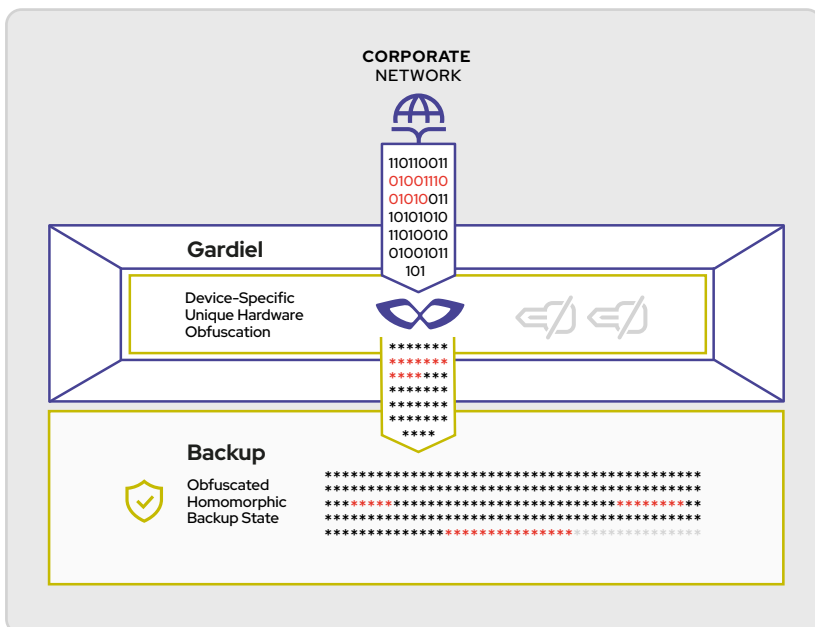 CORPORATE
NETWORK
110110011
01001110
01010011
10101010
11010010
01001011
101
Gardiel
Device-Specific
Unique Hardware
Obfuscation
*******
*******
*******
*******
*******
*******
****
Backup
Obfuscated
Homomorphic
Backup State
********************************************
********************************************
********************************************
********************************************
********************************************